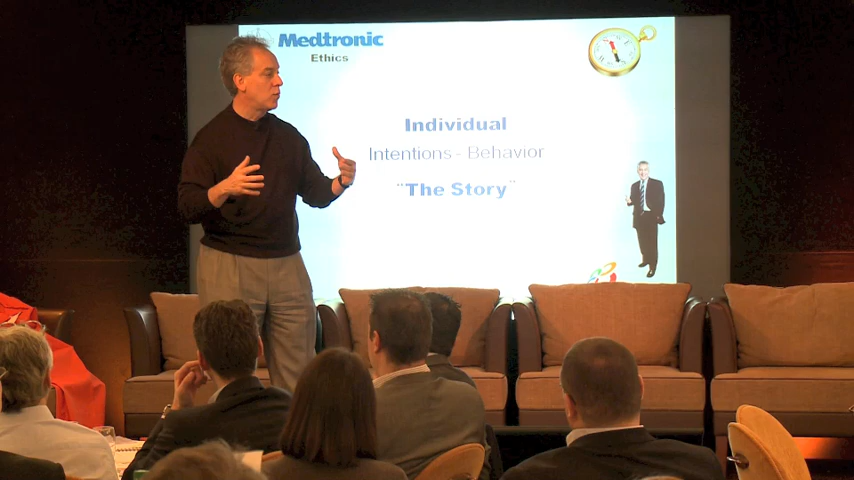 Medtronic
Ethics
Individual
Intentions - Behavior
"The Story"